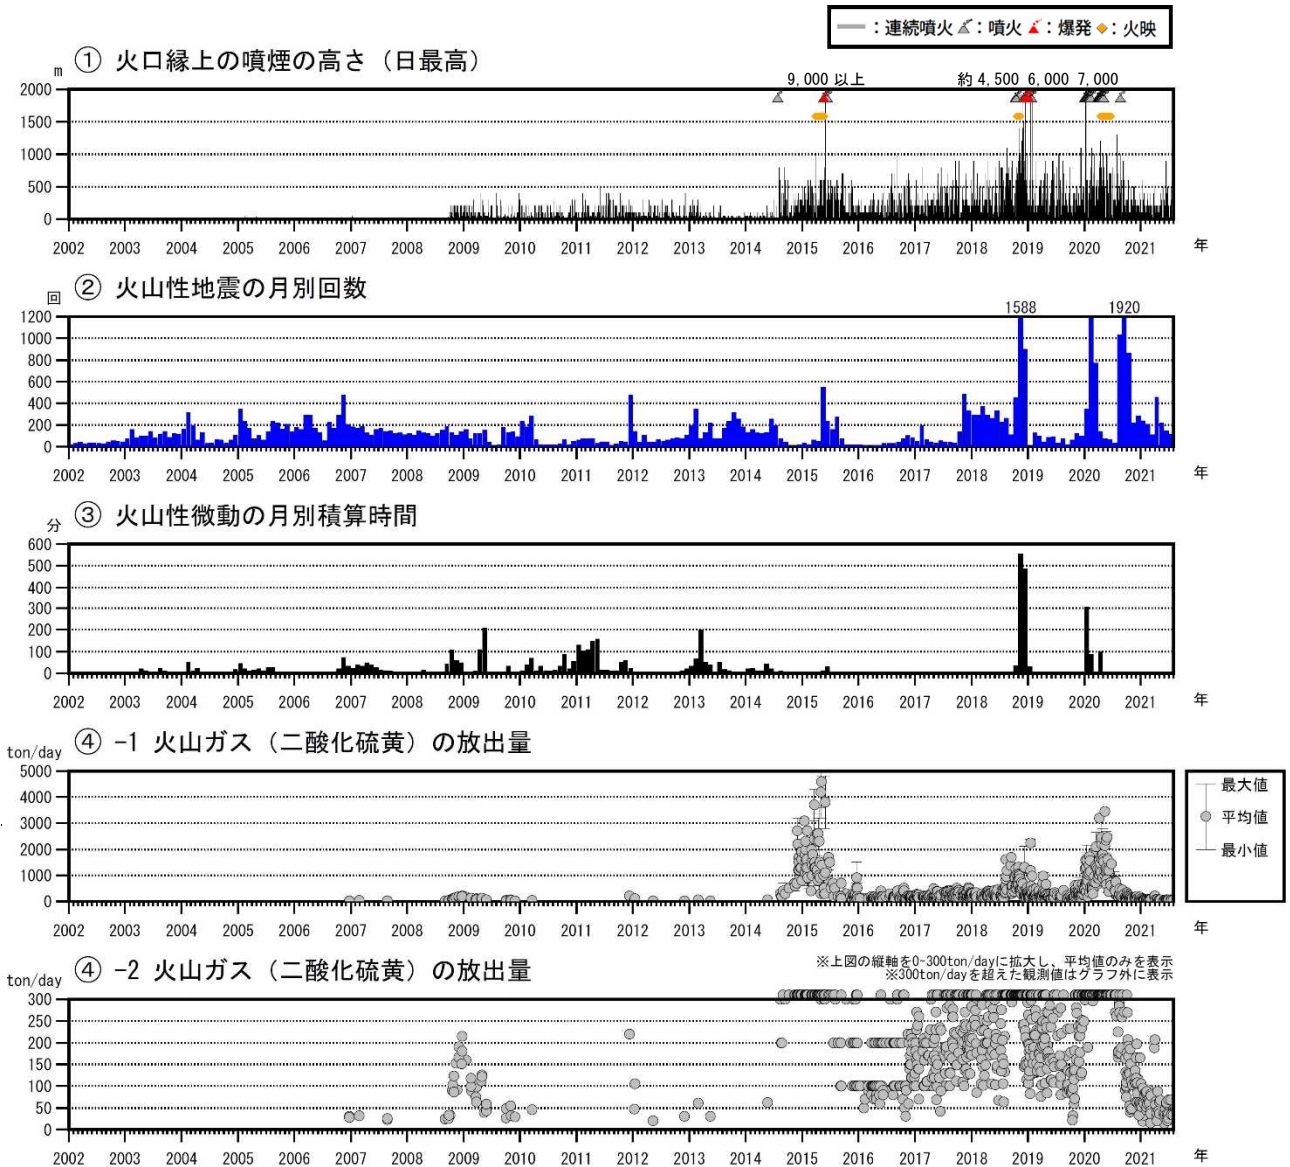 ：連続噴火 ：噴火 ：爆発 ：火映
m ① 火口縁上の噴煙の高さ（日最高）
9,000 以上 約 4,500 6,000 7,000
2000
1500
1000
500
0
2002 2003 2004 2005 2006 2007 2008 2009 2010 2011 2012 2013 2014 2015 2016 2017 2018 2019 2020 2021 年
回 ② 火山性地震の月別回数
1588 1920
1200
1000
800
600
400
200
0
2002 2003 2004 2005 2006 2007 2008 2009 2010 2011 2012 2013 2014 2015 2016 2017 2018 2019 2020 2021 年
分 ③ 火山性微動の月別積算時間
600
500
400
300
200
100
0
2002 2003 2004 2005 2006 2007 2008 2009 2010 2011 2012 2013 2014 2015 2016 2017 2018 2019 2020 2021 年
ton/day ④ -1 火山ガス（二酸化硫黄）の放出量
5000
4000
3000
2000
1000
0
最大値
平均値
最小値
2002 2003 2004 2005 2006 2007 2008 2009 2010 2011 2012 2013 2014 2015 2016 2017 2018 2019 2020 2021 年
ton/day ④ -2 火山ガス（二酸化硫黄）の放出量
※上図の縦軸を0-300ton/dayに拡大し、平均値のみを表示
※300ton/dayを超えた観測値はグラフ外に表示
300
250
200
150
100
50
0
2002 2003 2004 2005 2006 2007 2008 2009 2010 2011 2012 2013 2014 2015 2016 2017 2018 2019 2020 2021 年